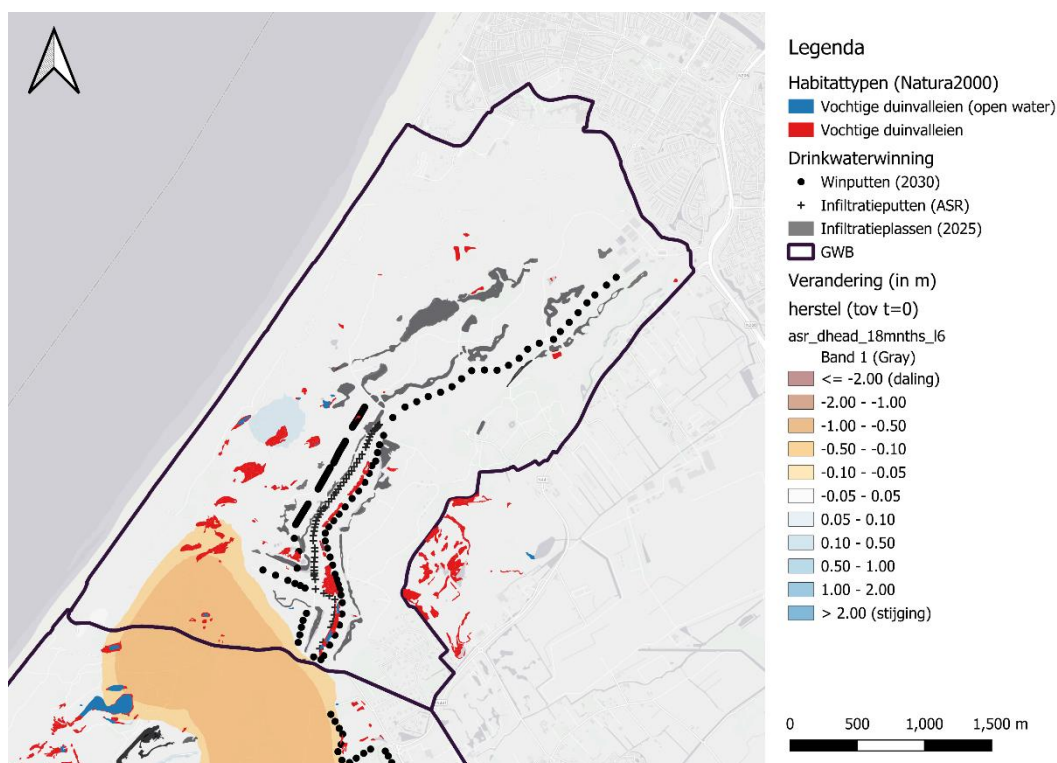 Legenda
Habitattypen (Natura2000)
Vochtige duinvalleien (open water)
Vochtige duinvalleien
Drinkwaterwinning
Winputten (2030)
Infiltratieputten (ASR)
Infiltratieplassen (2025)
GWB
Verandering (in m)
herstel (tov t=0)
asr_dhead_18mnths_l6
Band 1 (Gray)
<= -2.00 (daling)
-2.00 - -1.00
-1.00 - -0.50
-0.50 - -0.10
-0.10 - -0.05
-0.05 - 0.05
0.05 - 0.10
0.10 - 0.50
0.50 - 1.00
1.00 - 2.00
> 2.00 (stijging)
0 500 1,000 1,500 m